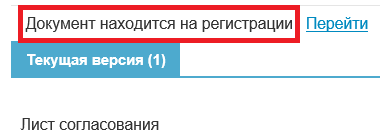 Документ находится на регистрации Перейти
Текущая версия (1)
Лист согласования